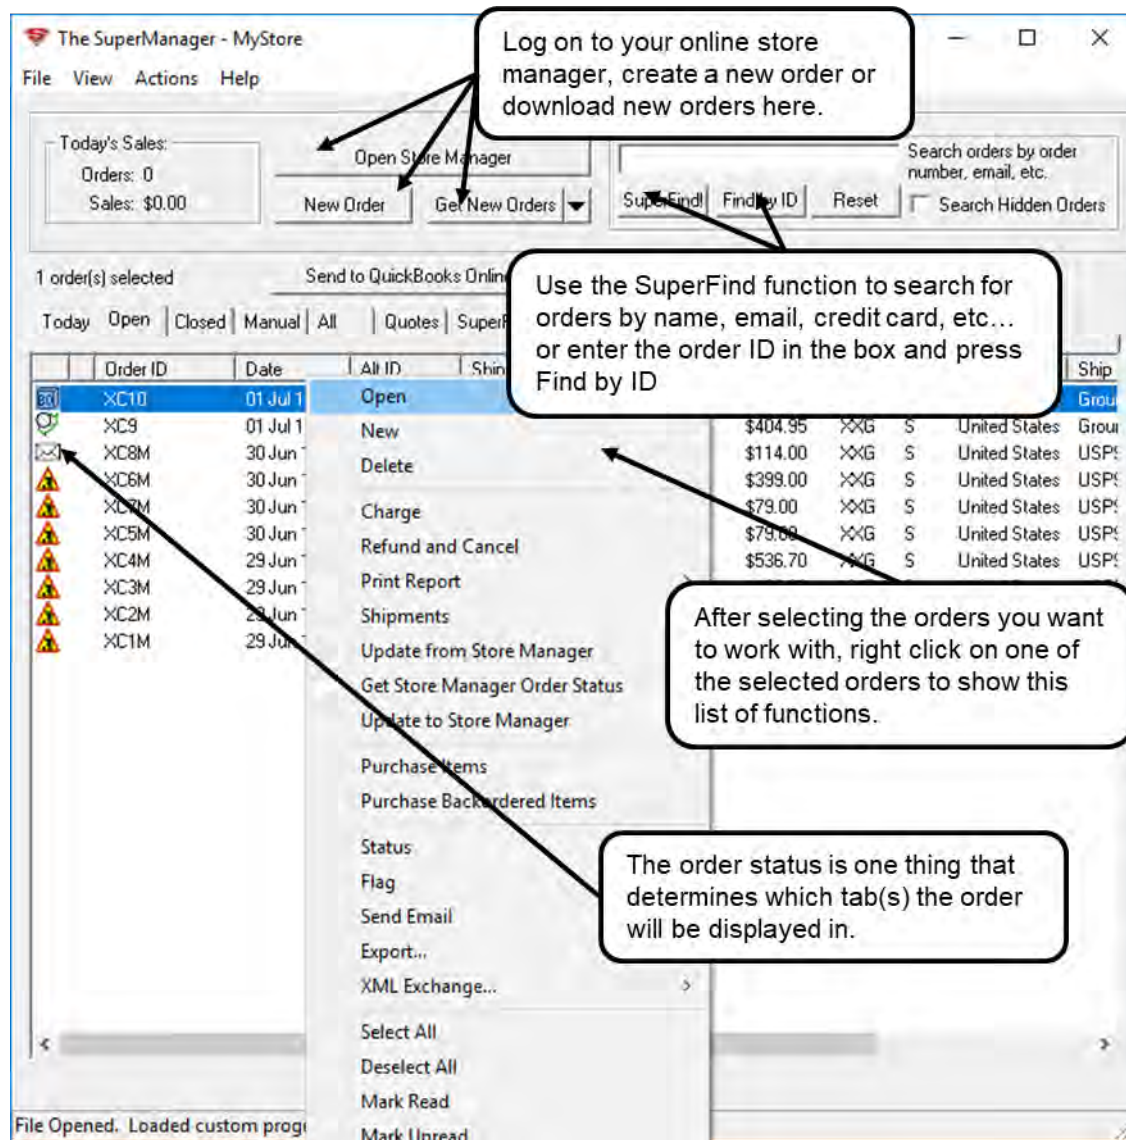 The SuperManager - MyStore
File View Actions Help
Log on to your online store
manager, create a new order or
download new orders here.
Today's Sales:
Orders: 0
Sales: $0.00
Open Store Manager
New Order Get New Orders
Search orders by order
number, email, etc.
SuperFind! Find by ID Reset Search Hidden Orders
1 order(s) selected
Send to QuickBooks Online
Use the SuperFind function to search for
orders by name, email, credit card, etc…
or enter the order ID in the box and press
Find by ID
Today Open Closed Manual All Quotes
Order ID Date Alt ID Ship
XC10 01 Jul 1
XC9 01 Jul 1 $404.95 XXG S United States
XC8M 30 Jun $114.00 XXG S United States
XC6M 30 Jun $399.00 XXG S United States
XC7M 30 Jun $79.00 XXG S United States
XC5M 30 Jun $79.00 XXG S United States
XC4M 29 Jun $536.70 XXG S United States
XC3M 29 Jun
XC2M 29 Jun
XC1M 29 Jun
Open
New
Delete
Charge
Refund and Cancel
Print Report
Shipments
Update from Store Manager
Get Store Manager Order Status
Update to Store Manager
Purchase Items
Purchase Backordered Items
Status
Flag
Send Email
Export...
XML Exchange...
Select All
Deselect All
Mark Read
Mark Unread
After selecting the orders you want
to work with, right click on one of
the selected orders to show this
list of functions.
The order status is one thing that
determines which tab(s) the order
will be displayed in.
File Opened. Loaded custom